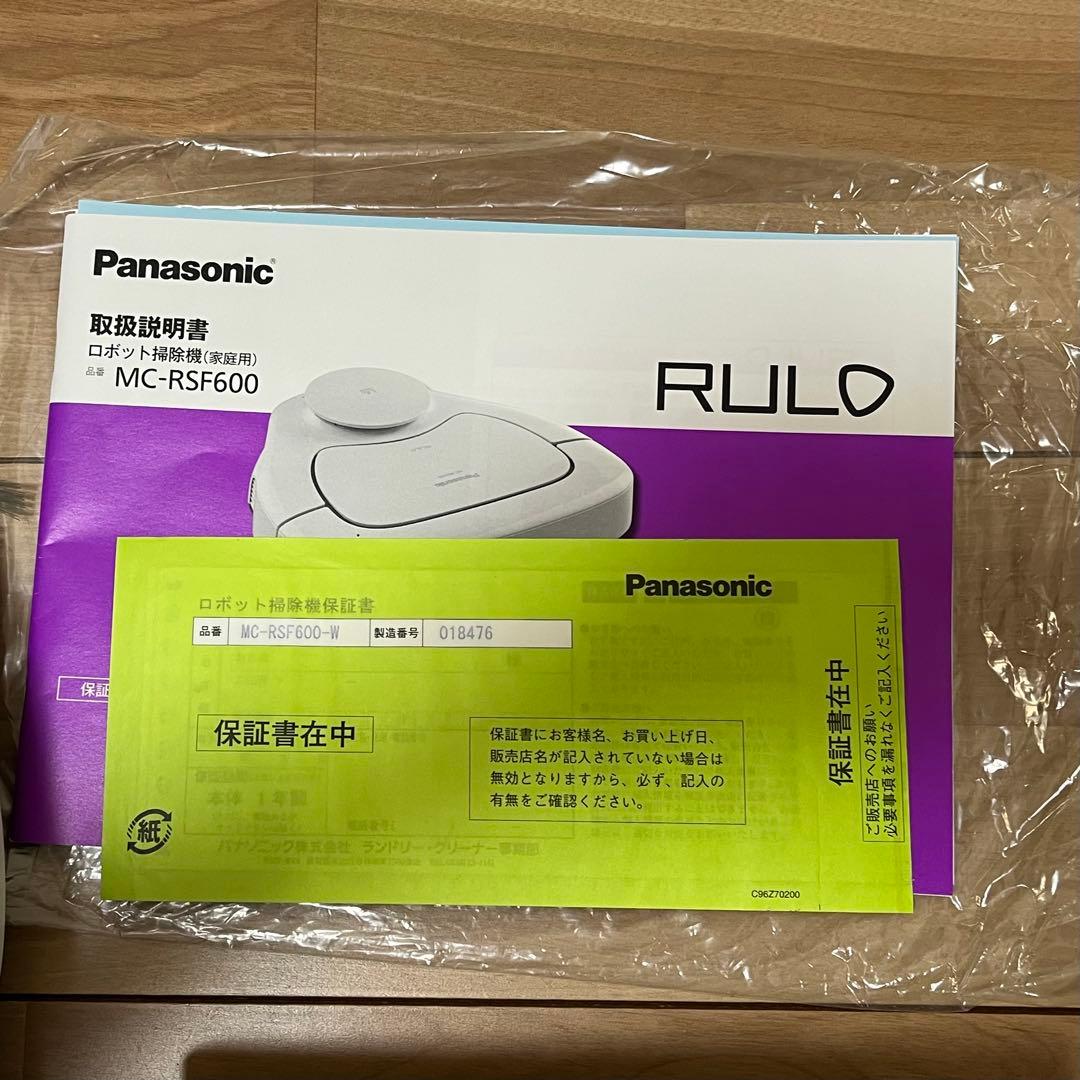 Panasonic
取扱説明書
ロボット掃除機(家庭用)
品番 MC-RSF600
RULO
Panasonic
Panasonic
ロボット掃除機保証書
品番 MC-RSF600-W 製造番号 018476
保証
保証書在中
保証書にお客様名、お買い上げ日、
販売店名が記入されていない場合は
無効となりますから、必ず、記入の
有無をご確認ください。
保証書在中
ご販売店へのお願い
必要事項を漏れなくご記入ください
紙
本体 1年間
パナソニック株式会社 ランドリー・クリーナー事業部
C96Z70200